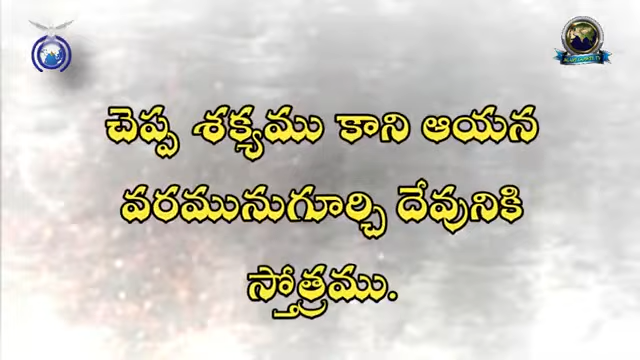 చెప్ప శక్యము కాని ఆయన
వరమునుగూర్చి దేవునికి
స్తోత్రము.